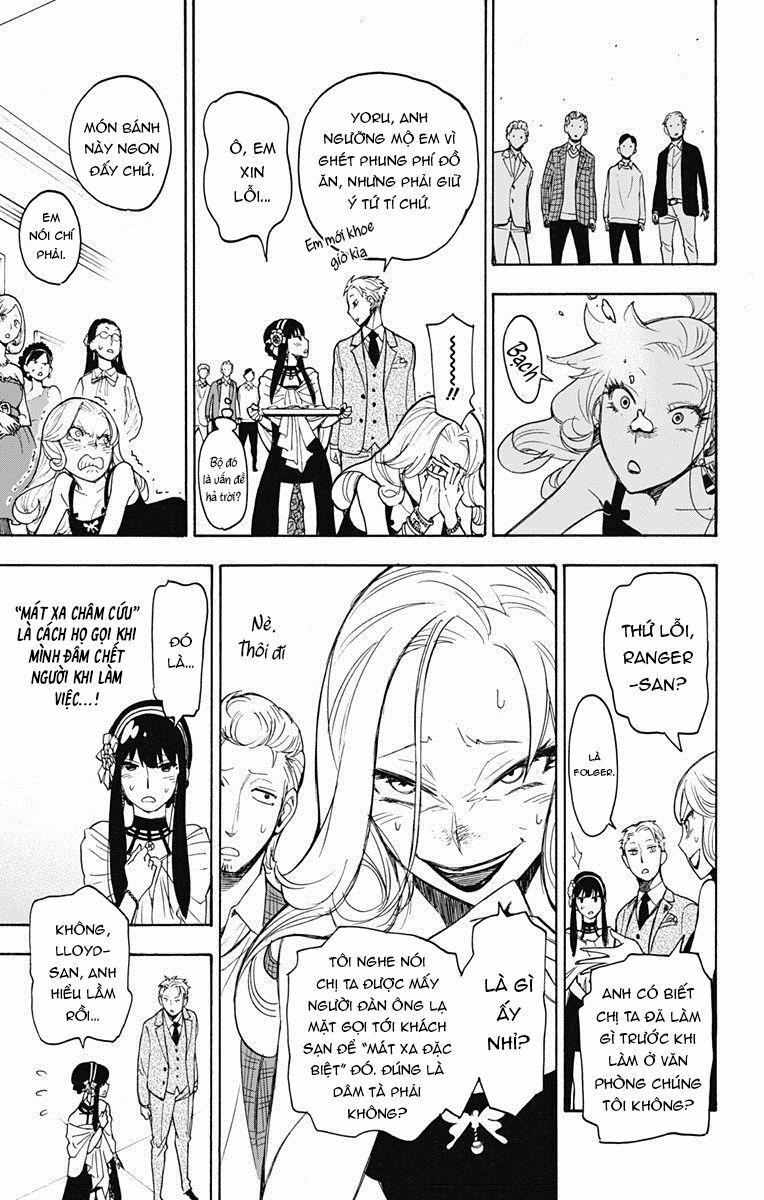 Bạch
YORU, ANH
NGƯỠNG MỘ EM VÌ
GHÉT PHUNG PHÍ ĐỒ
ĂN, NHƯNG PHẢI GIỮ
Ý TỨ TÍ CHỨ.
Em mới khoe
giờ kìa
Ô, EM
XIN
LỖI...
Bộ đó
là vấn đề
hả trời?
MÓN BÁNH
NÀY NGON
ĐẤY CHỨ.
EM
NÓI CHÍ
PHẢI.
THỨ LỖI,
RANGER
-SAN?
LÀ
FOLGER.
ANH CÓ BIẾT
CHỊ TA ĐÃ LÀM
GÌ TRƯỚC KHI
LÀM Ở VĂN
PHÒNG CHÚNG
TÔI KHÔNG?
Nè.
Thôi đi
LÀ GÌ
ẤY
NHỈ?
TÔI NGHE NÓI
CHỊ TA ĐƯỢC MẤY
NGƯỜI ĐÀN ÔNG LẠ
MẶT GỌI TỚI KHÁCH
SẠN ĐỂ “MÁT XA ĐẶC
BIỆT” ĐÓ. ĐÚNG LÀ
DÂM TÀ PHẢI
KHÔNG?
ĐÓ
LÀ...
“MÁT XA CHÂM CỨU”
LÀ CÁCH HỌ GỌI KHI
MÌNH ĐÂM CHẾT
NGƯỜI KHI LÀM
VIỆC...!
KHÔNG,
LLOYD-
SAN, ANH
HIỂU LẦM
RỒI...